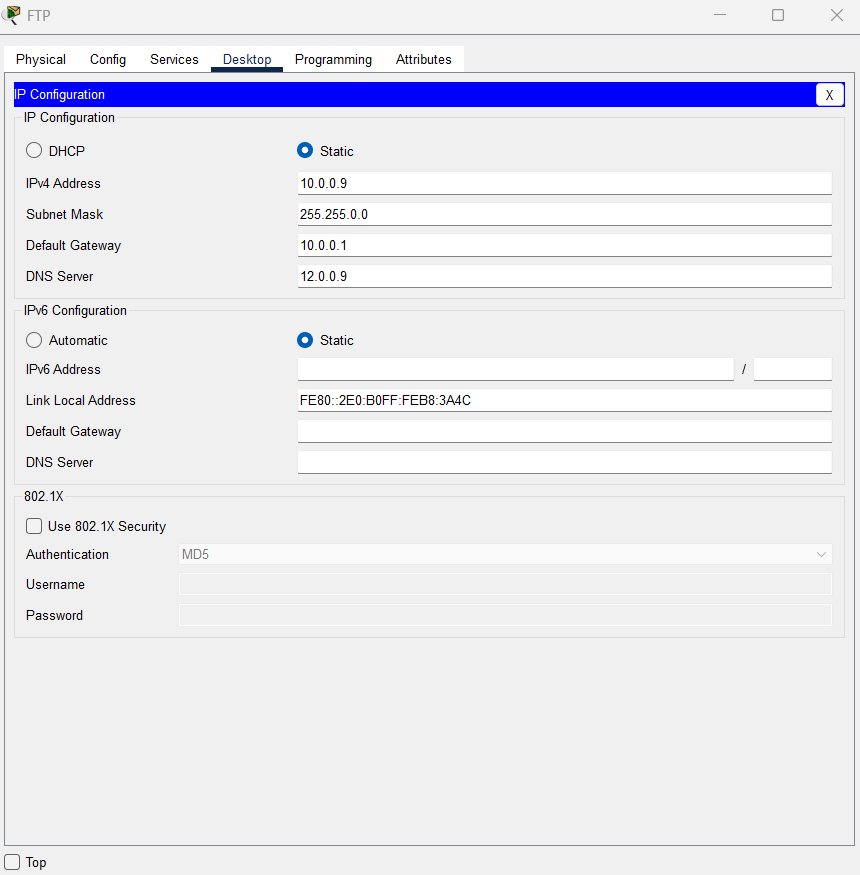 FTP
Physical Config Services Desktop Programming Attributes
IP Configuration X
IP Configuration
DHCP Static
IPv4 Address 10.0.0.9
Subnet Mask 255.255.0.0
Default Gateway 10.0.0.1
DNS Server 12.0.0.9
IPv6 Configuration
Automatic Static
IPv6 Address /
Link Local Address FE80::2E0:B0FF:FEB8:3A4C
Default Gateway
DNS Server
802.1X
Use 802.1X Security
Authentication MD5
Username
Password
Top